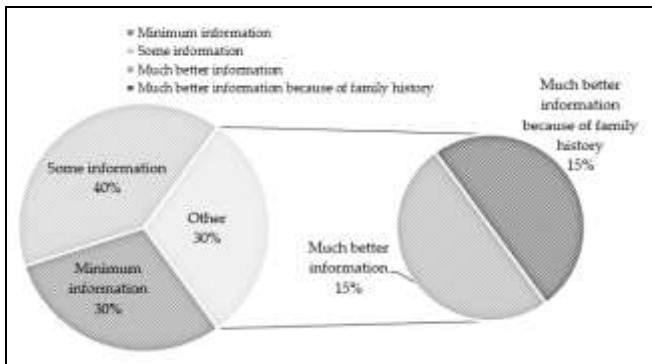 Minimum information
Some information
Much better information
Much better information because of family history
Some information
40%
Other
30%
Minimum
information
30%
Much better
information
15%
Much better
information
because of family
history
15%